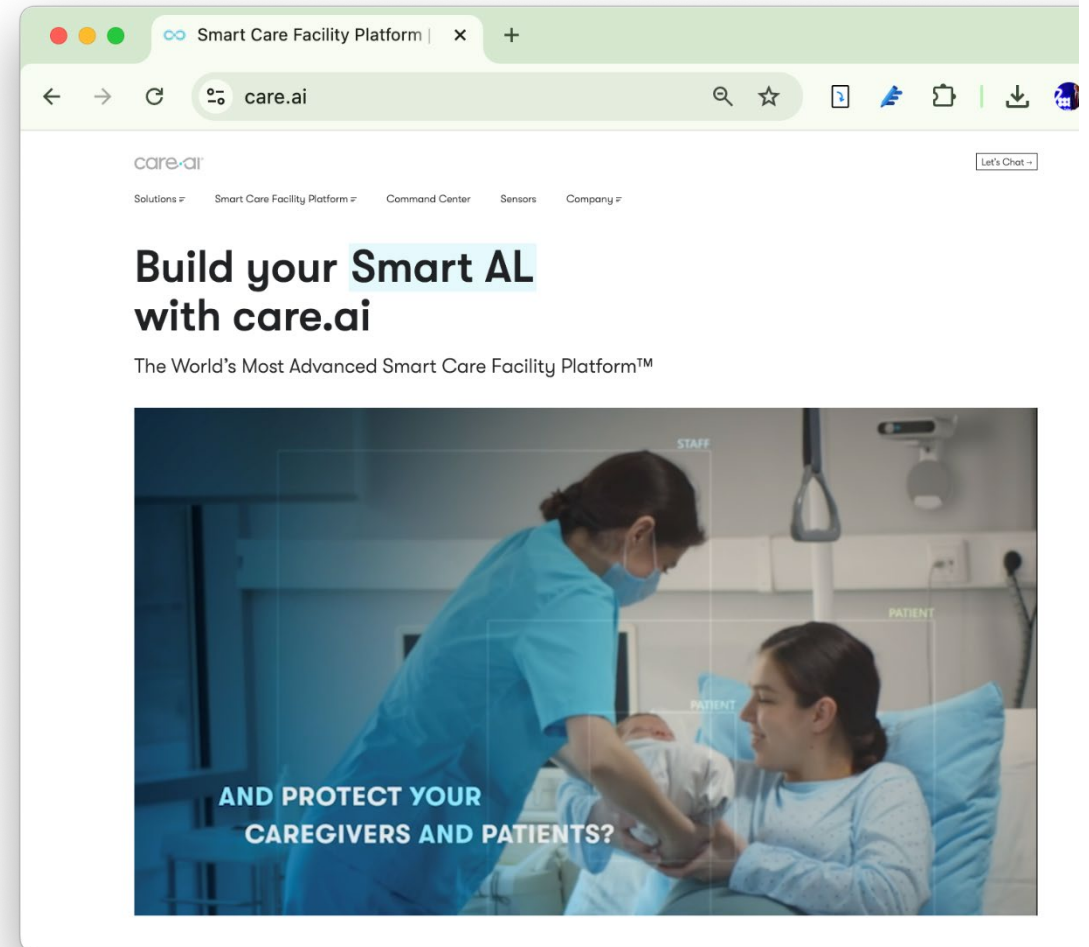 Smart Care Facility Platform |
care.ai
care.ai
Let's Chat→
Solutions
Smart Care Facility Platform
Command Center
Sensors
Company
Build your Smart AL
with care.ai
The World's Most Advanced Smart Care Facility Platform™
STAFF
PATIENT
PATIENT
AND PROTECT YOUR
CAREGIVERS AND PATIENTS?